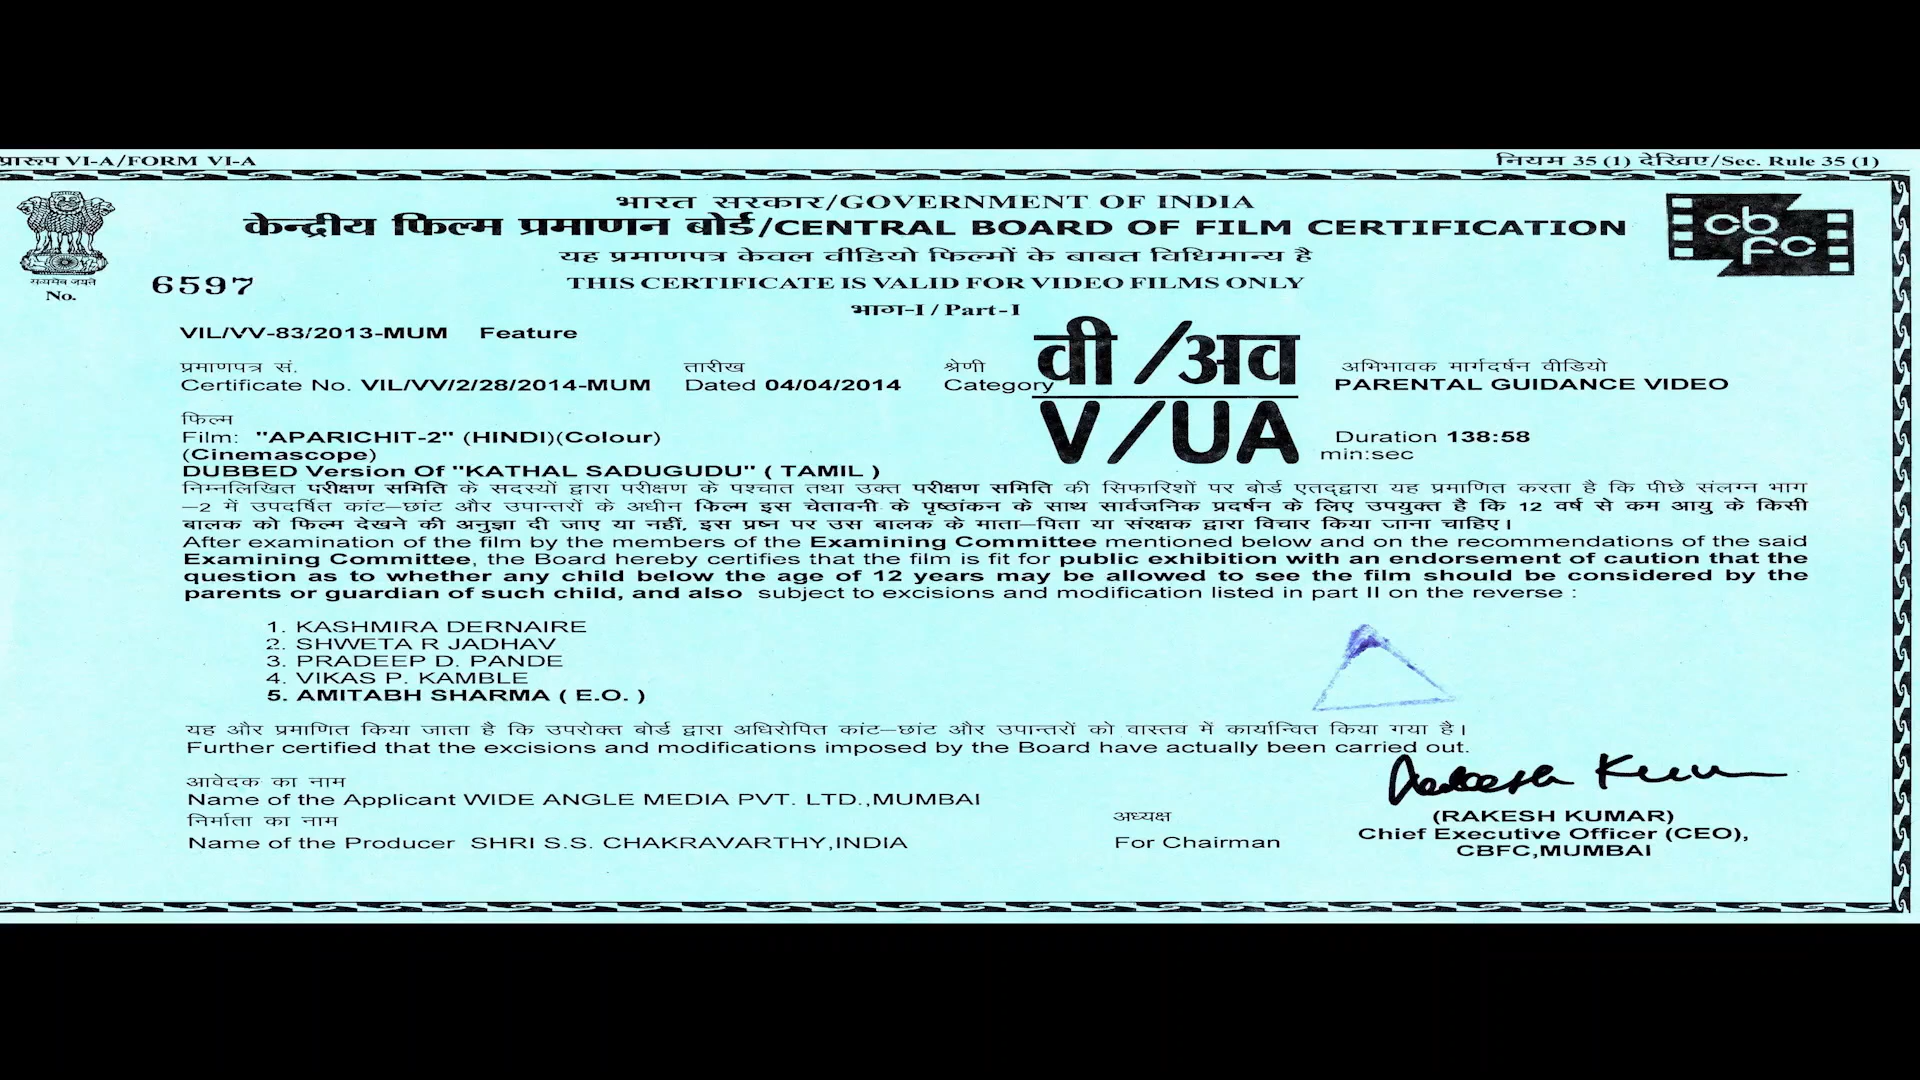 प्रारूप VI-A/FORM VI-A
नियम 35 (1) देखिए/Sec. Rule 35 (1)
भारत सरकार/GOVERNMENT OF INDIA
केन्द्रीय फिल्म प्रमाणन बोर्ड/CENTRAL BOARD OF FILM CERTIFICATION
cb
fc
यह प्रमाणपत्र केवल वीडियो फिल्मों के बाबत विधिमान्य है
सत्यमेव जयते
No. 6597
THIS CERTIFICATE IS VALID FOR VIDEO FILMS ONLY
भाग-I / Part-I
VIL/VV-83/2013-MUM Feature
वी/अव
प्रमाणपत्र सं. तारीख श्रेणी अभिभावक मार्गदर्षन वीडियो
Certificate No. VIL/VV/2/28/2014-MUM Dated 04/04/2014 Category PARENTAL GUIDANCE VIDEO
V/UA
फिल्म
Film: "APARICHIT-2" (HINDI)(Colour) Duration 138:58
(Cinemascope) min:sec
DUBBED Version Of "KATHAL SADUGUDU" ( TAMIL )
निम्नलिखित परीक्षण समिति के सदस्यों द्वारा परीक्षण के पश्चात तथा उक्त परीक्षण समिति की सिफारिशों पर बोर्ड एतद्द्वारा यह प्रमाणित करता है कि पीछे संलग्न भाग
-2 में उपदर्षित कांट-छांट और उपान्तरों के अधीन फिल्म इस चेतावनी के पृष्ठांकन के साथ सार्वजनिक प्रदर्षन के लिए उपयुक्त है कि 12 वर्ष से कम आयु के किसी
बालक को फिल्म देखने की अनुज्ञा दी जाए या नहीं, इस प्रष्न पर उस बालक के माता-पिता या संरक्षक द्वारा विचार किया जाना चाहिए।
After examination of the film by the members of the Examining Committee mentioned below and on the recommendations of the said
Examining Committee, the Board hereby certifies that the film is fit for public exhibition with an endorsement of caution that the
question as to whether any child below the age of 12 years may be allowed to see the film should be considered by the
parents or guardian of such child, and also subject to excisions and modification listed in part II on the reverse :
1. KASHMIRA DERNAIRE
2. SHWETA R JADHAV
3. PRADEEP D. PANDE
4. VIKAS P. KAMBLE
5. AMITABH SHARMA ( E.O. )
यह और प्रमाणित किया जाता है कि उपरोक्त बोर्ड द्वारा अधिरोपित कांट-छांट और उपान्तरों को वास्तव में कार्यान्वित किया गया है।
Further certified that the excisions and modifications imposed by the Board have actually been carried out.
आवेदक का नाम
Name of the Applicant WIDE ANGLE MEDIA PVT. LTD.,MUMBAI
निर्माता का नाम
Name of the Producer SHRI S.S. CHAKRAVARTHY,INDIA
अध्यक्ष
For Chairman
Rakesh Kumar
(RAKESH KUMAR)
Chief Executive Officer (CEO),
CBFC,MUMBAI